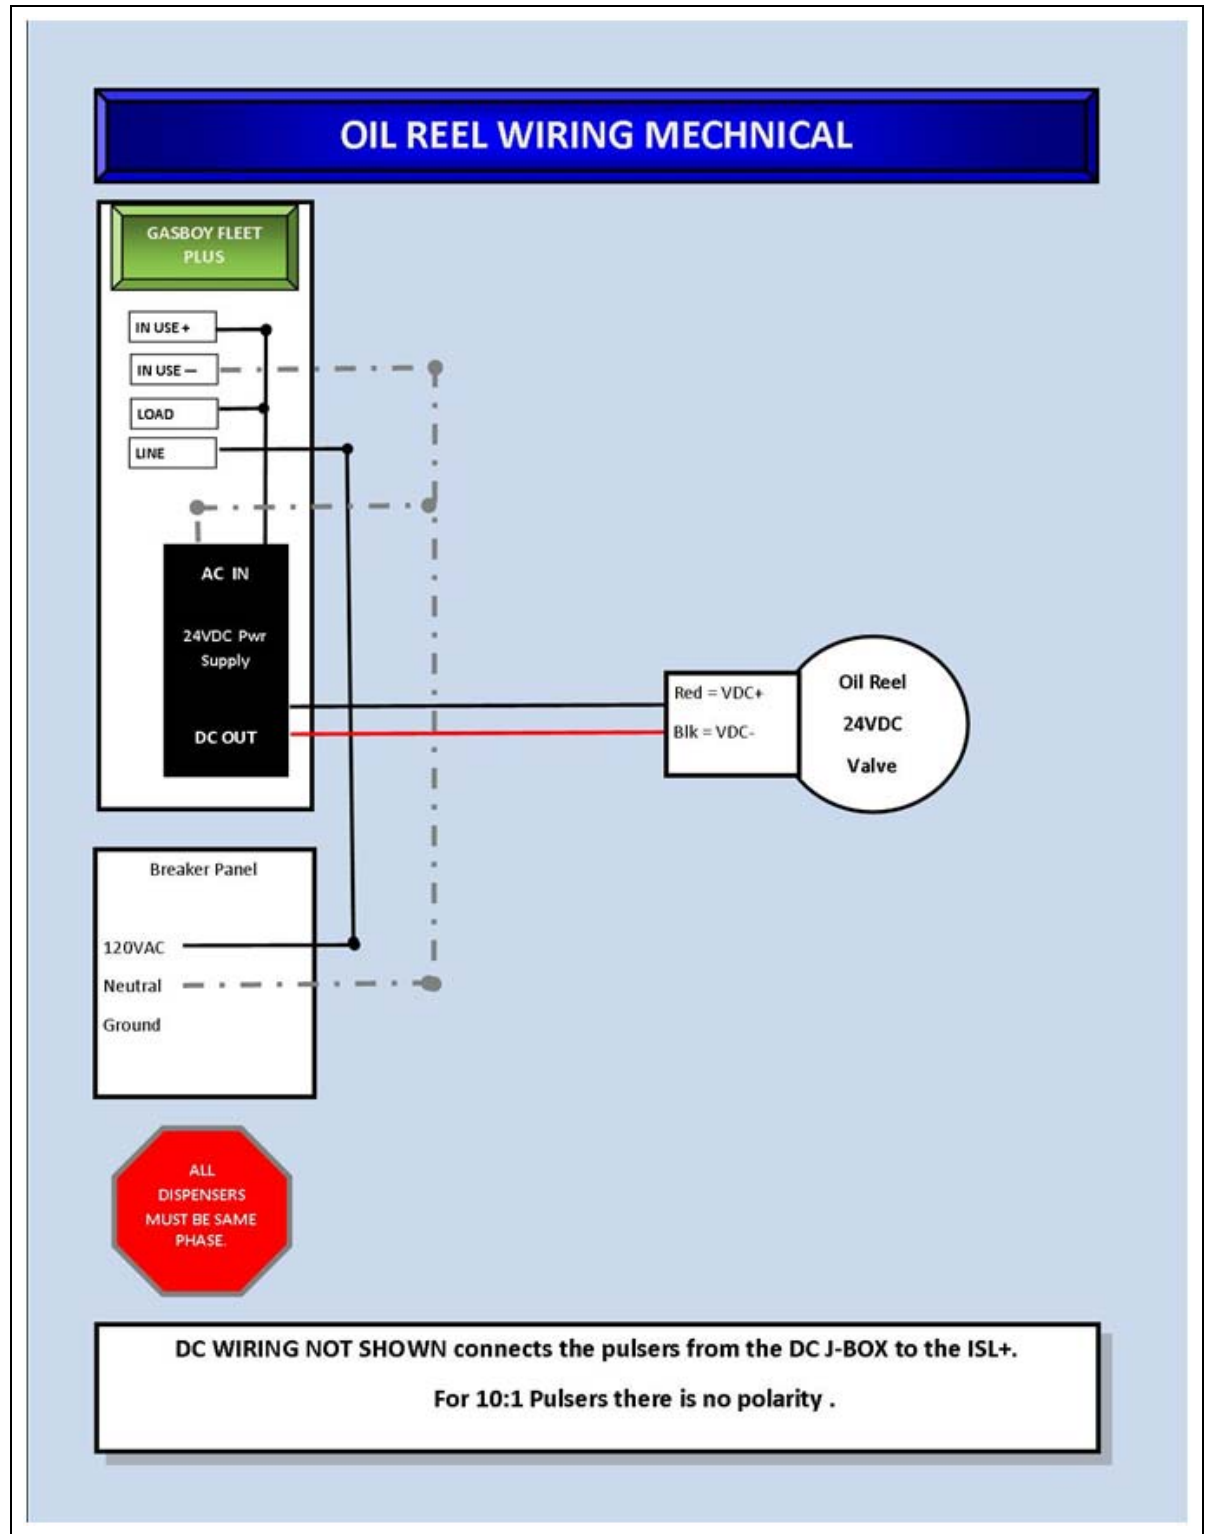 OIL REEL WIRING MECHNICAL
GASBOY FLEET
PLUS
IN USE +
IN USE —
LOAD
LINE
AC IN
24VDC Pwr
Supply
DC OUT
Red = VDC+
Blk = VDC-
Oil Reel
24VDC
Valve
Breaker Panel
120VAC
Neutral
Ground
ALL
DISPENSERS
MUST BE SAME
PHASE.
DC WIRING NOT SHOWN connects the pulsers from the DC J-BOX to the ISL+.
For 10:1 Pulsers there is no polarity .